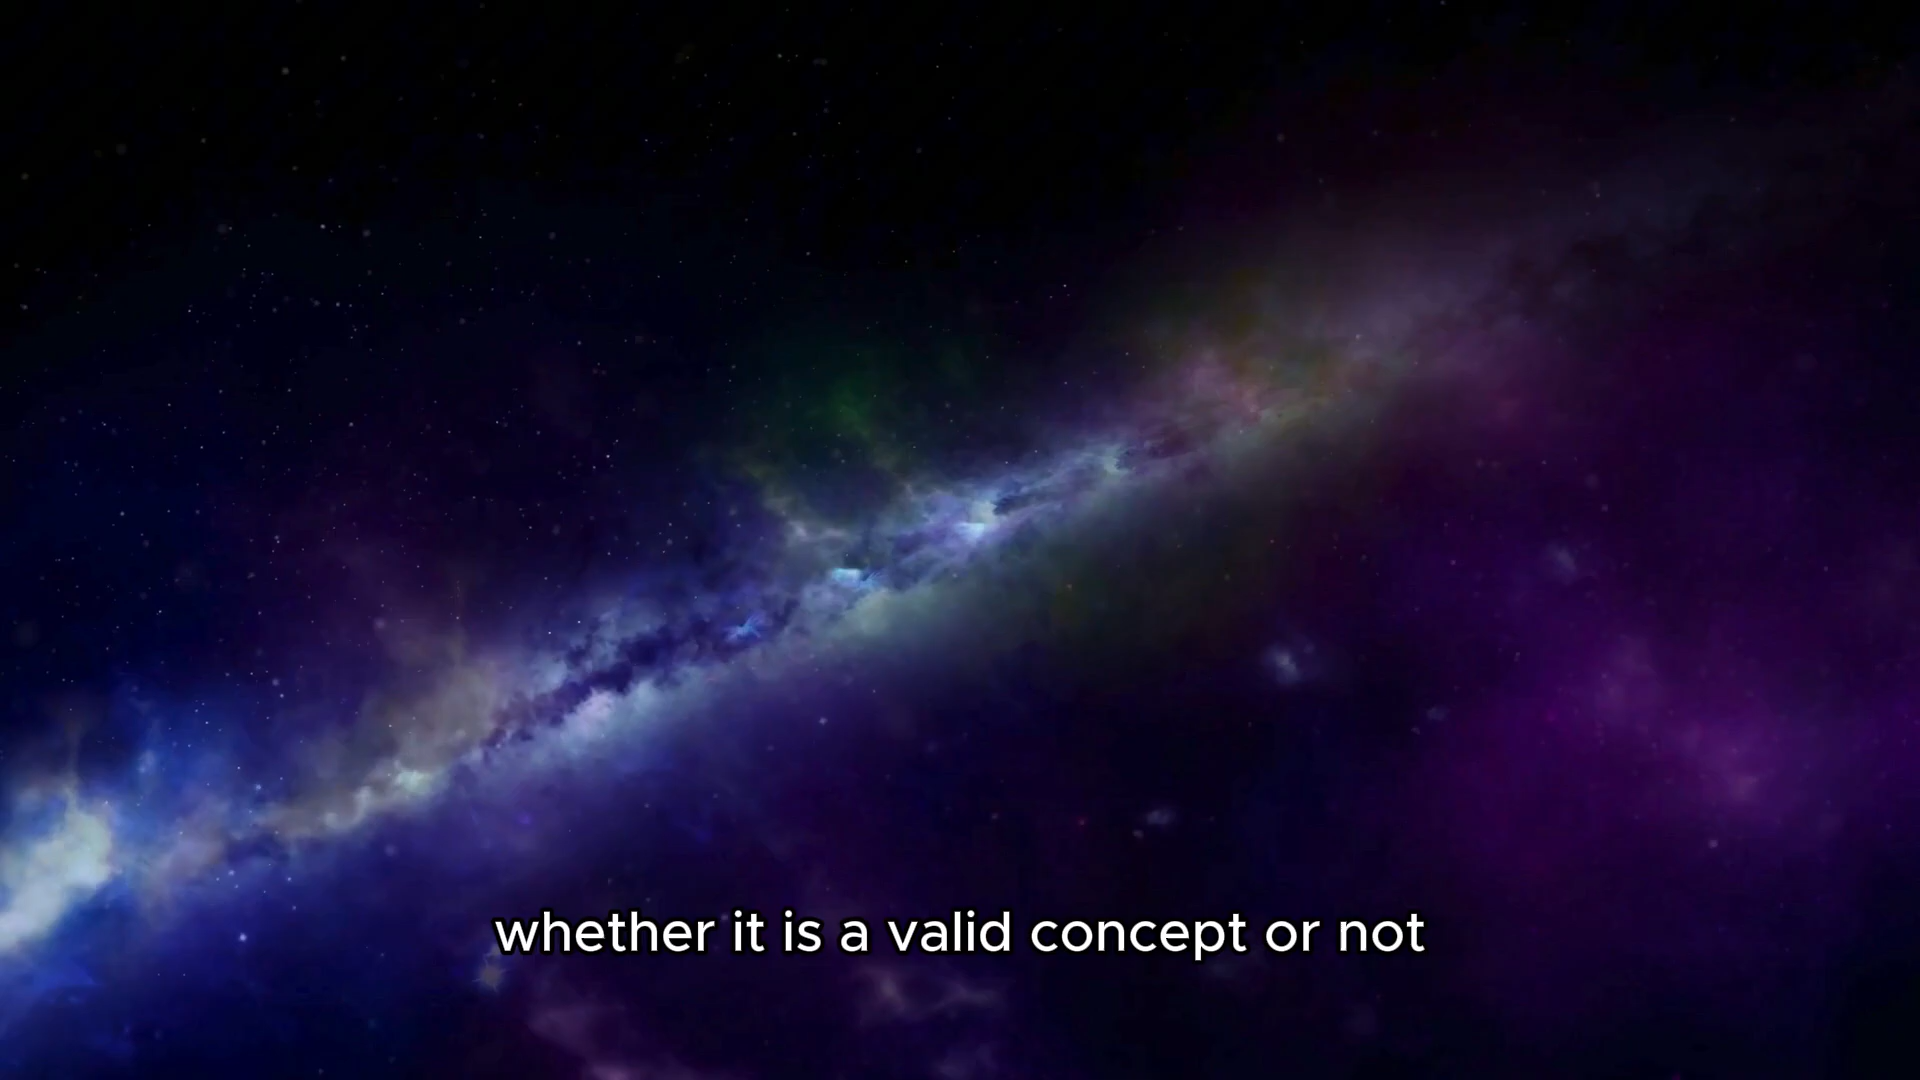 whether it is a valid concept or not